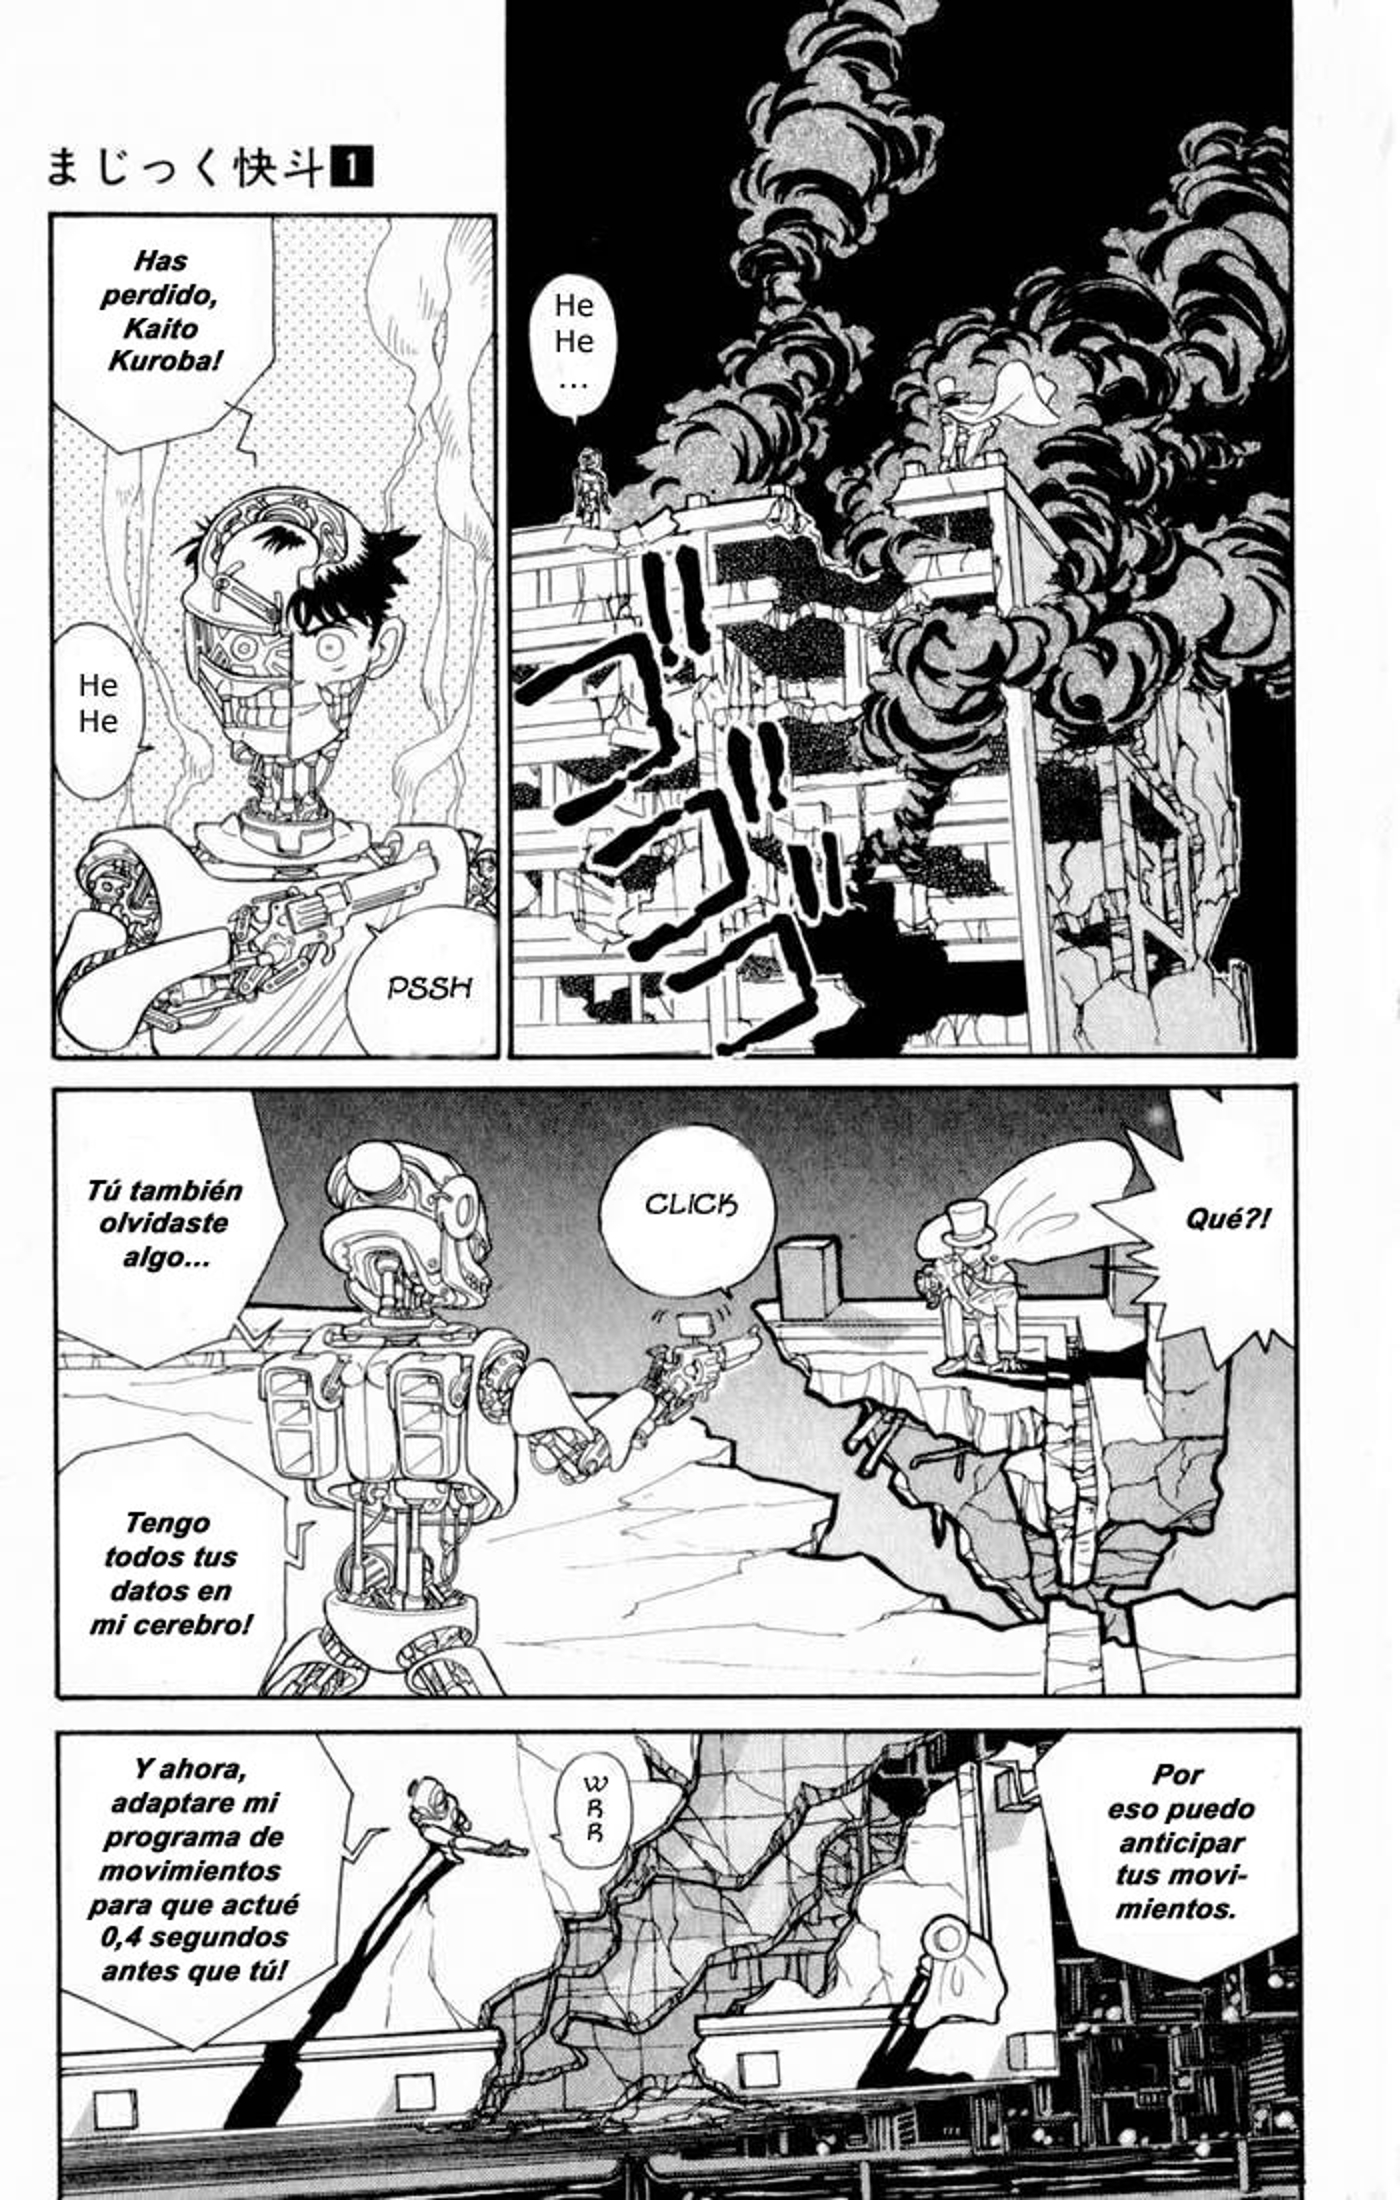 まじっく快斗1
He
He
...
ゴゴゴ
Has
perdido,
Kaito
Kuroba!
He
He
PSSH
Qué?!
CLICK
Tú también
olvidaste
algo...
Tengo
todos tus
datos en
mi cerebro!
Por
eso puedo
anticipar
tus movi-
mientos.
W
R
R
Y ahora,
adaptare mi
programa de
movimientos
para que actué
0,4 segundos
antes que tú!